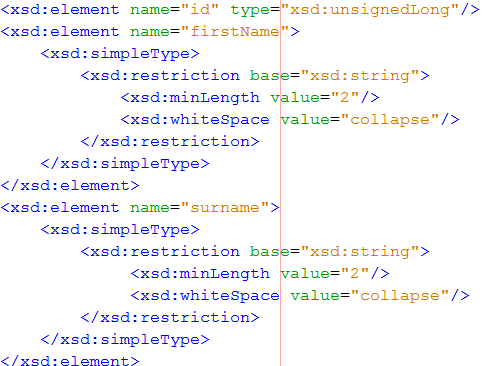 <xsd:element name="id" type="xsd:unsignedLong"/>
<xsd:element name="firstName">
    <xsd:simpleType>
        <xsd:restriction base="xsd:string">
            <xsd:minLength value="2"/>
            <xsd:whiteSpace value="collapse"/>
        </xsd:restriction>
    </xsd:simpleType>
</xsd:element>
<xsd:element name="surname">
    <xsd:simpleType>
        <xsd:restriction base="xsd:string">
             <xsd:minLength value="2"/>
             <xsd:whiteSpace value="collapse"/>
        </xsd:restriction>
    </xsd:simpleType>
</xsd:element>